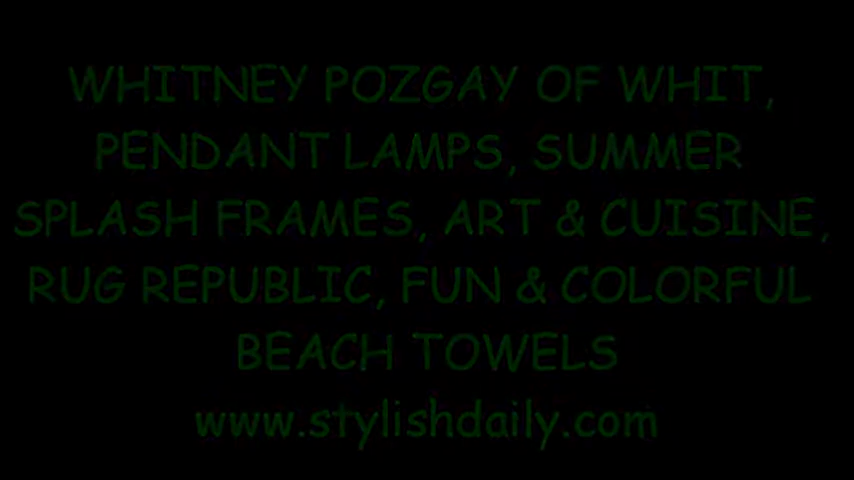 WHITNEY POZGAY OF WHIT,
PENDANT LAMPS, SUMMER
SPLASH FRAMES, ART & CUISINE,
RUG REPUBLIC, FUN & COLORFUL
BEACH TOWELS
www.stylishdaily.com